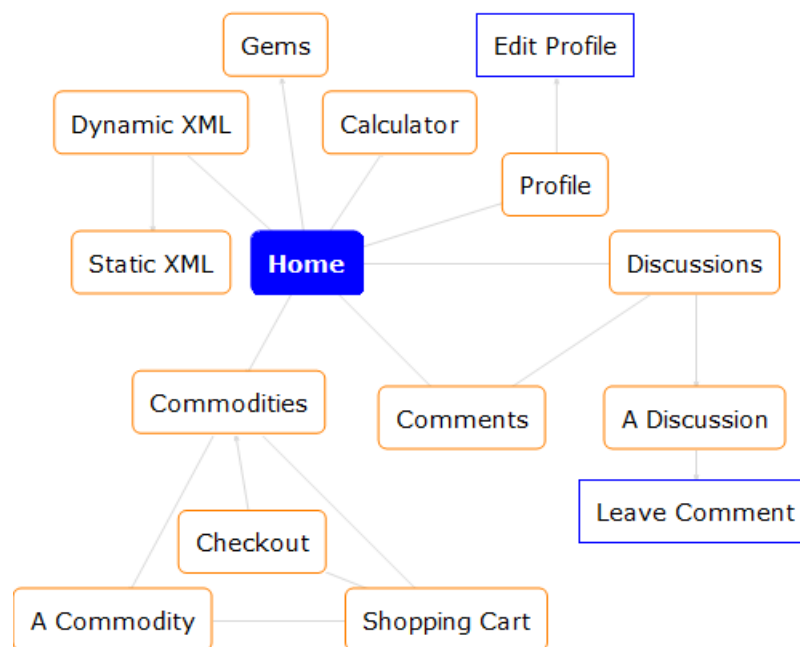 Gems
Edit Profile
Dynamic XML
Calculator
Profile
Static XML
Home
Discussions
Commodities
Comments
A Discussion
Leave Comment
Checkout
A Commodity
Shopping Cart